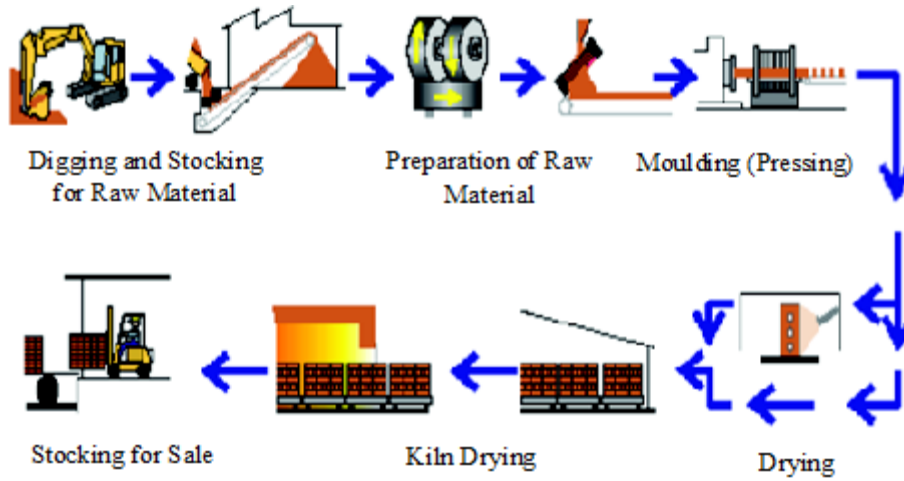 Digging and Stocking
for Raw Material
Preparation of Raw
Material
Moulding (Pressing)
Stocking for Sale
Kiln Drying
Drying